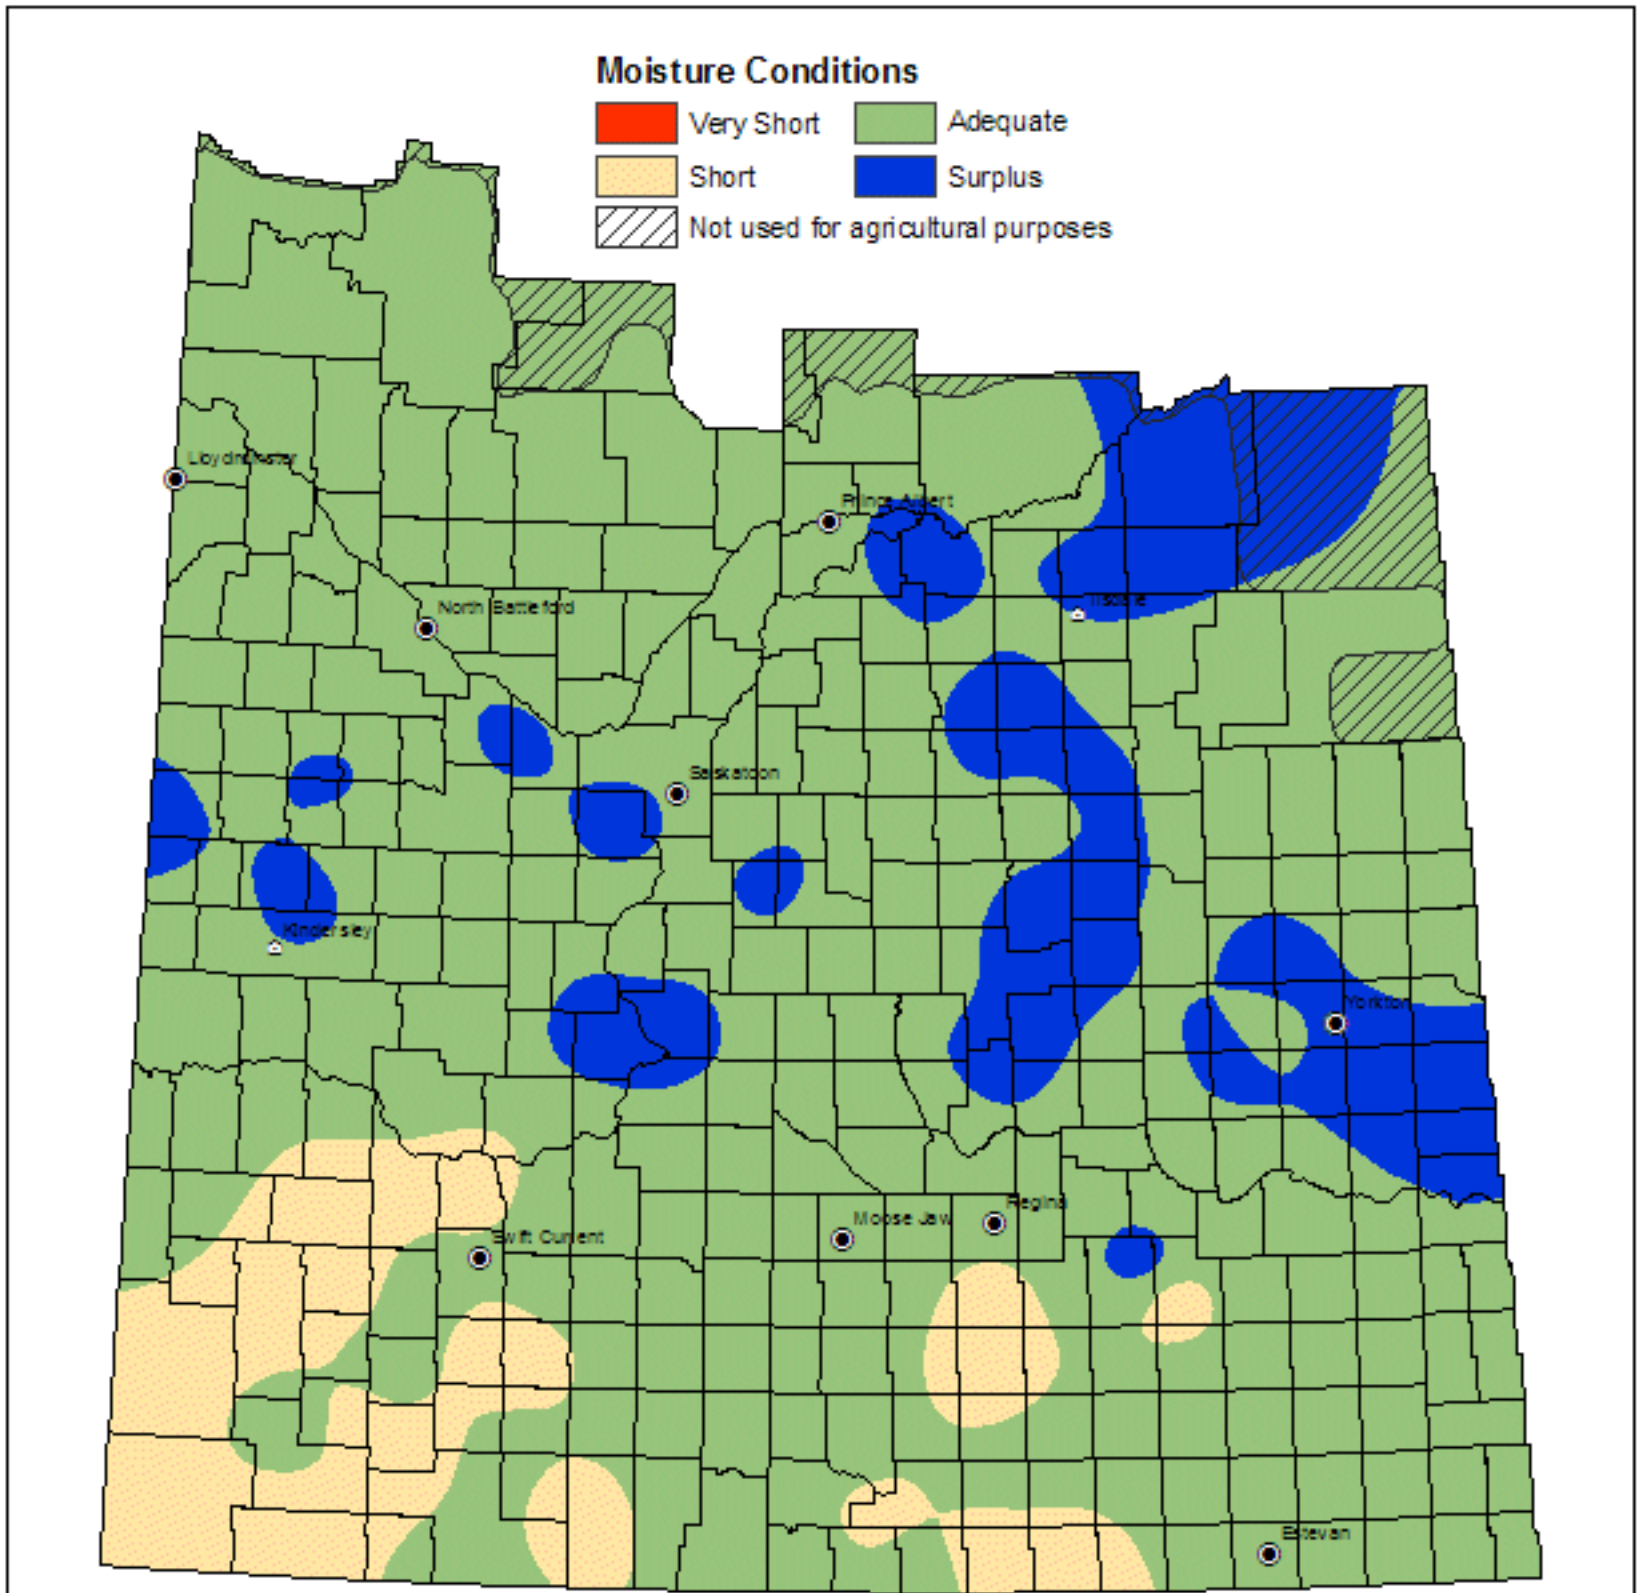 Moisture Conditions
Very Short
Adequate
Short
Surplus
Not used for agricultural purposes
Lloydminster
Prince Albert
Tisdale
North Battleford
Saskatoon
Kindersley
Yorkton
Regina
Moose Jaw
Swift Current
Estevan